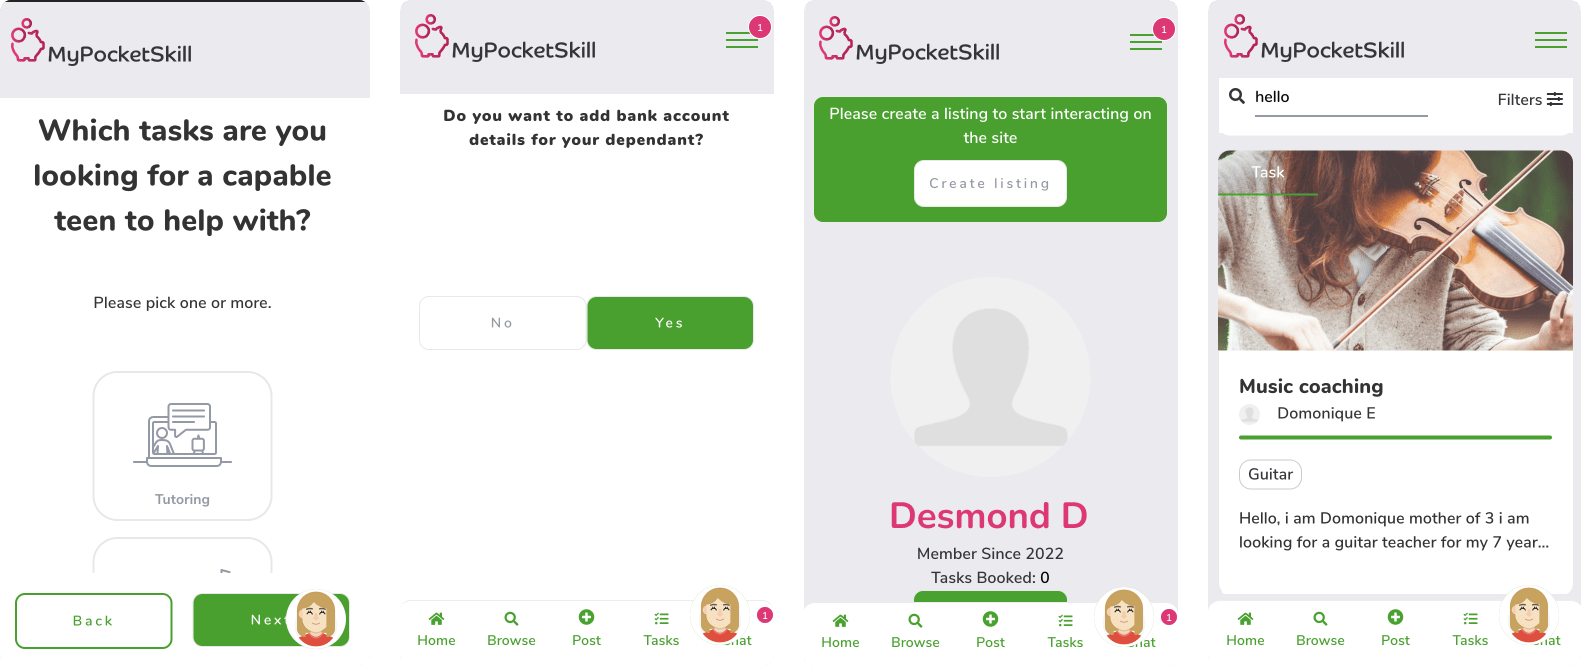 MyPocketSkill
Which tasks are you
looking for a capable
teen to help with?
Please pick one or more.
Tutoring
Back
Next
MyPocketSkill
1
Do you want to add bank account
details for your dependant?
No
Yes
Home
Browse
Post
Tasks
Chat
1
MyPocketSkill
1
Please create a listing to start interacting on
the site
Create listing
Desmond D
Member Since 2022
Tasks Booked: 0
Home
Browse
Post
Tasks
Chat
1
MyPocketSkill
hello
Filters
Task
Music coaching
Domonique E
Guitar
Hello, i am Domonique mother of 3 i am
looking for a guitar teacher for my 7 year...
Home
Browse
Post
Tasks
Chat